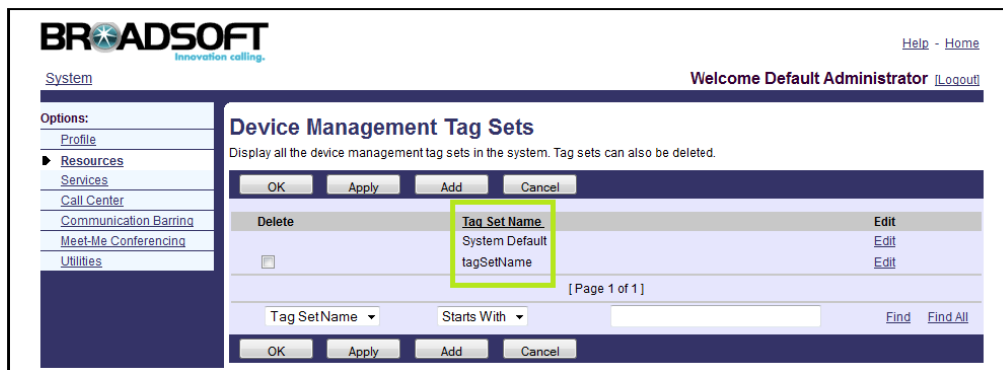 BROADSOFT
Innovation calling.
Help - Home
System
Welcome Default Administrator [Logout]
Options:
Profile
Resources
Services
Call Center
Communication Barring
Meet-Me Conferencing
Utilities
Device Management Tag Sets
Display all the device management tag sets in the system. Tag sets can also be deleted.
OK Apply Add Cancel
Delete Tag Set Name Edit
System Default Edit
tagSetName Edit
[ Page 1 of 1 ]
Tag SetName Starts With Find Find All
OK Apply Add Cancel